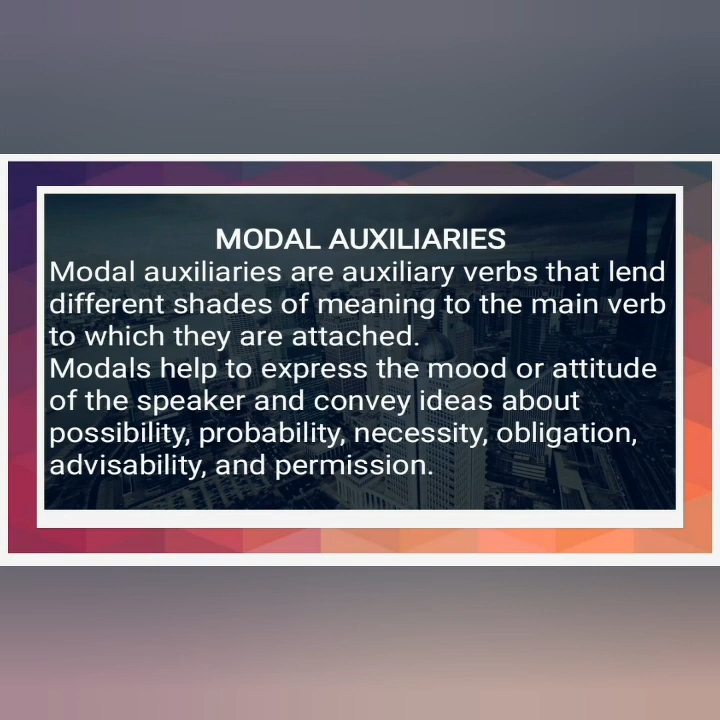 MODAL AUXILIARIES
Modal auxiliaries are auxiliary verbs that lend
different shades of meaning to the main verb
to which they are attached.
Modals help to express the mood or attitude
of the speaker and convey ideas about
possibility, probability, necessity, obligation,
advisability, and permission.